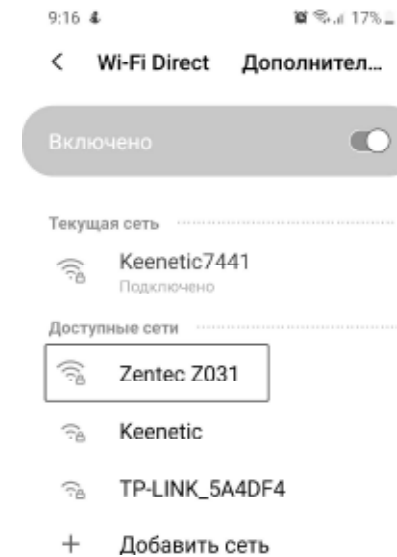 9:16 17%
< Wi-Fi Direct Дополнител...
Включено
Текущая сеть
Keenetic7441
Подключено
Доступные сети
Zentec Z031
Keenetic
TP-LINK_5A4DF4
+ Добавить сеть